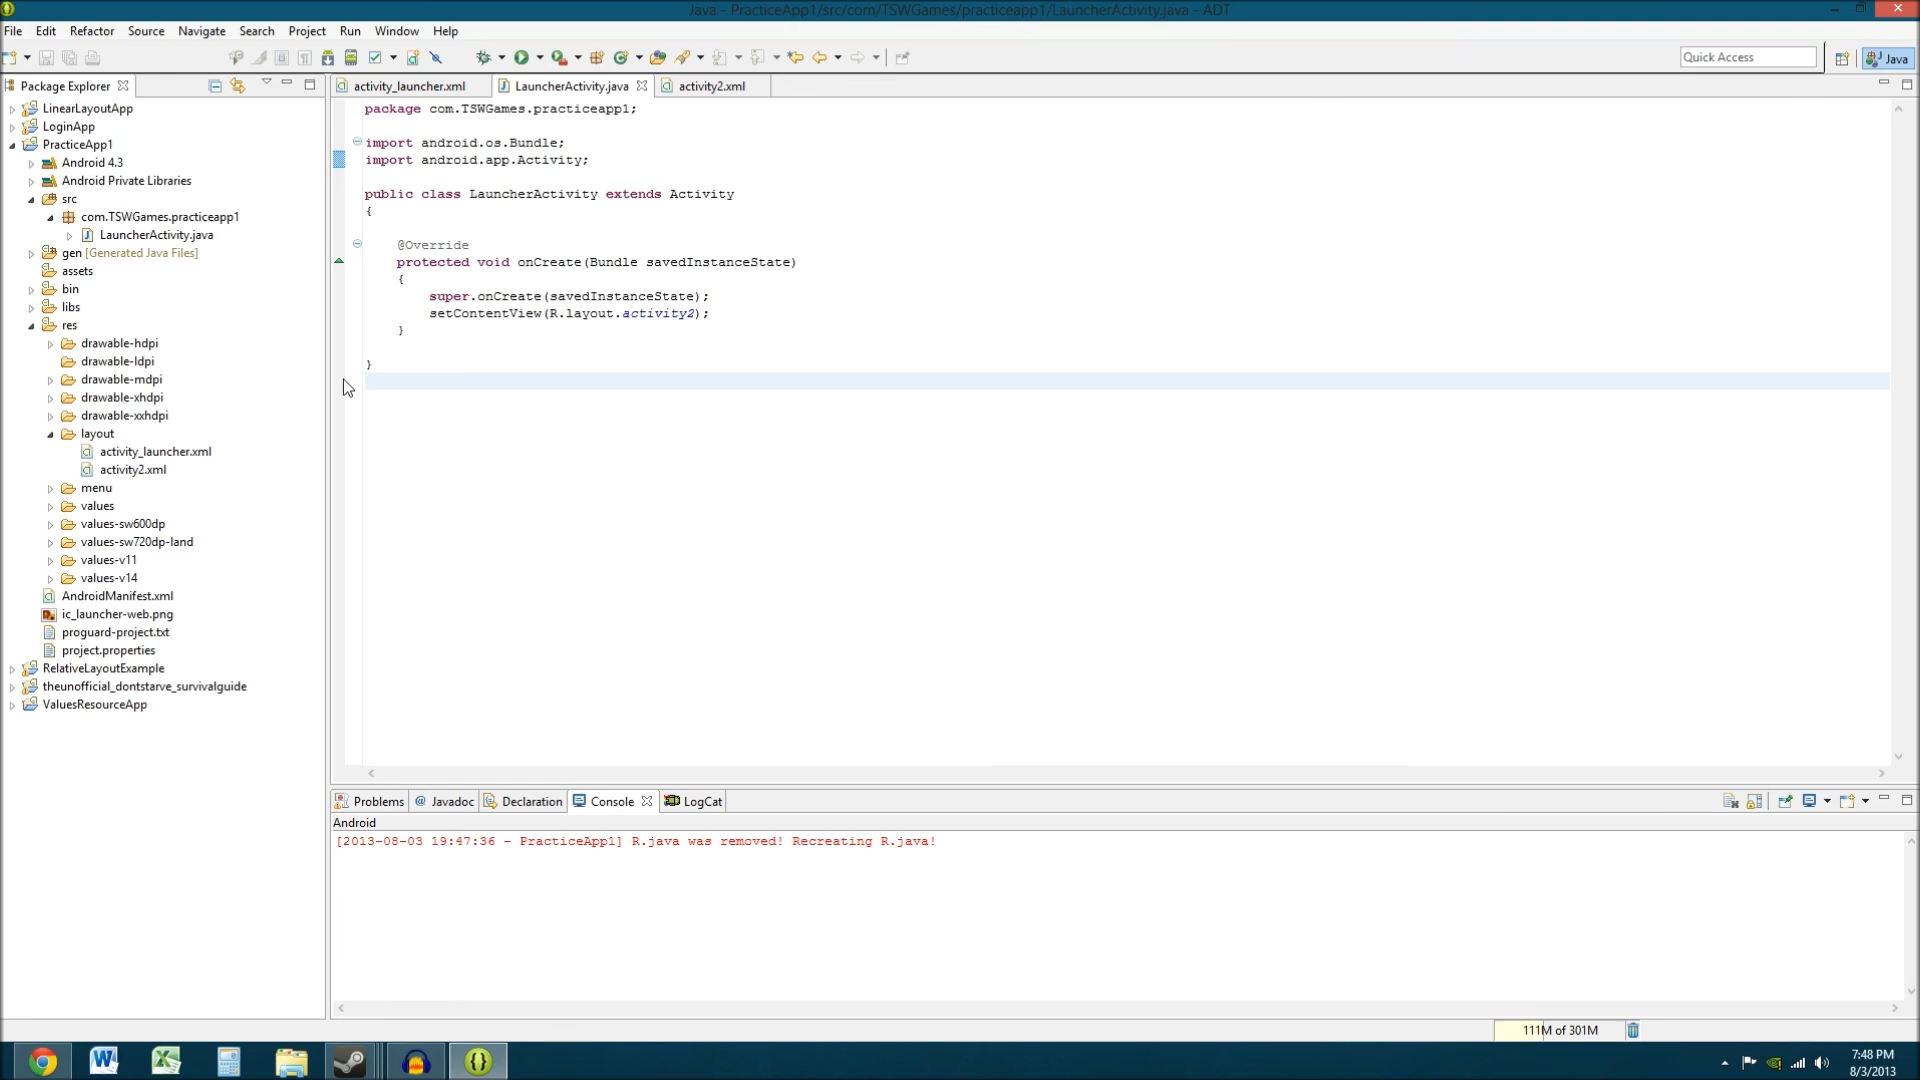 Java - PracticeApp1/src/com/TSWGames/practiceapp1/LauncherActivity.java - ADT
File Edit Refactor Source Navigate Search Project Run Window Help
Quick Access
Java
Package Explorer
LinearLayoutApp
LoginApp
PracticeApp1
Android 4.3
Android Private Libraries
src
com.TSWGames.practiceapp1
LauncherActivity.java
gen [Generated Java Files]
assets
bin
libs
res
drawable-hdpi
drawable-ldpi
drawable-mdpi
drawable-xhdpi
drawable-xxhdpi
layout
activity_launcher.xml
activity2.xml
menu
values
values-sw600dp
values-sw720dp-land
values-v11
values-v14
AndroidManifest.xml
ic_launcher-web.png
proguard-project.txt
project.properties
RelativeLayoutExample
theunofficial_dontstarve_survivalguide
ValuesResourceApp
activity_launcher.xml LauncherActivity.java activity2.xml
package com.TSWGames.practiceapp1;
import android.os.Bundle;
import android.app.Activity;
public class LauncherActivity extends Activity
{
@Override
protected void onCreate(Bundle savedInstanceState)
{
super.onCreate(savedInstanceState);
setContentView(R.layout.activity2);
}
}
Problems @ Javadoc Declaration Console LogCat
Android
[2013-08-03 19:47:36 - PracticeApp1] R.java was removed! Recreating R.java!
111M of 301M
7:48 PM
8/3/2013